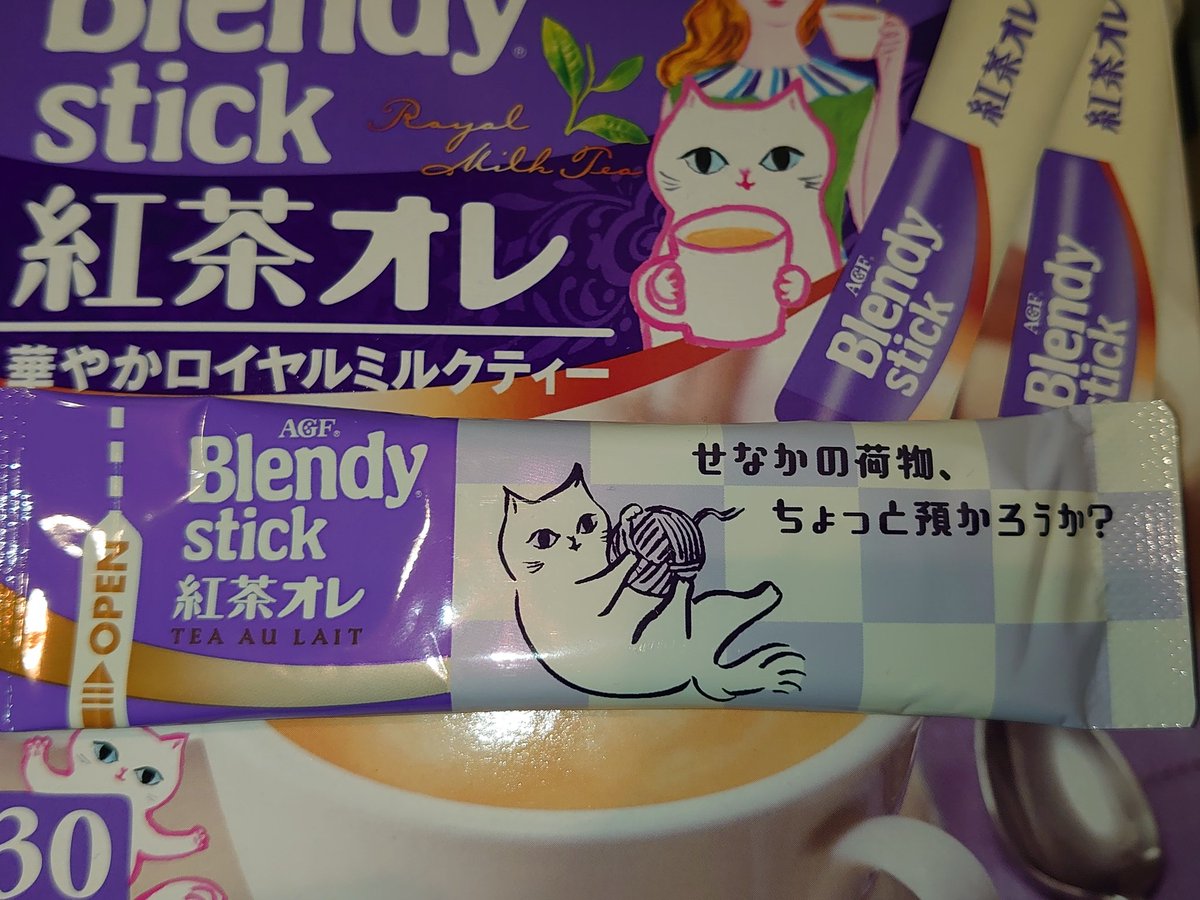 Blendy®
stick
Royal
Milk Tea
紅茶オレ
華やかロイヤルミルクティー
紅茶オレ
AGF®
Blendy
stick
紅茶オレ
AGF®
Blendy
stick
OPEN
AGF®
Blendy®
stick
紅茶オレ
TEA AU LAIT
せなかの荷物、
ちょっと預かろうか?
30